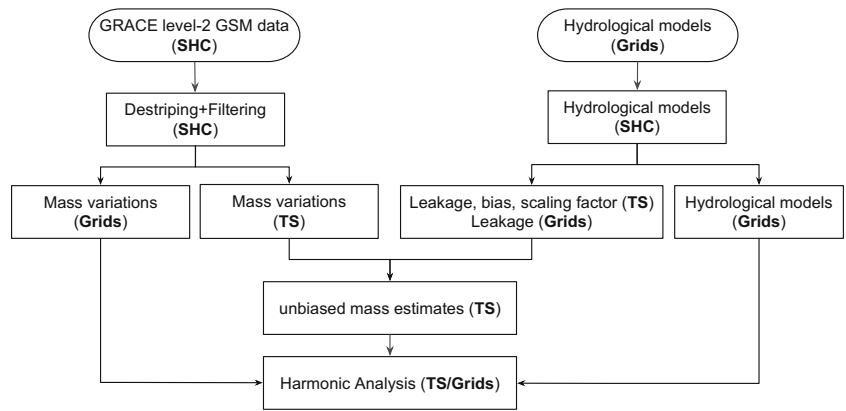 GRACE level-2 GSM data
(SHC)
Hydrological models
(Grids)
Destriping+Filtering
(SHC)
Hydrological models
(SHC)
Mass variations
(Grids)
Mass variations
(TS)
Leakage, bias, scaling factor (TS)
Leakage (Grids)
Hydrological models
(Grids)
unbiased mass estimates (TS)
Harmonic Analysis (TS/Grids)